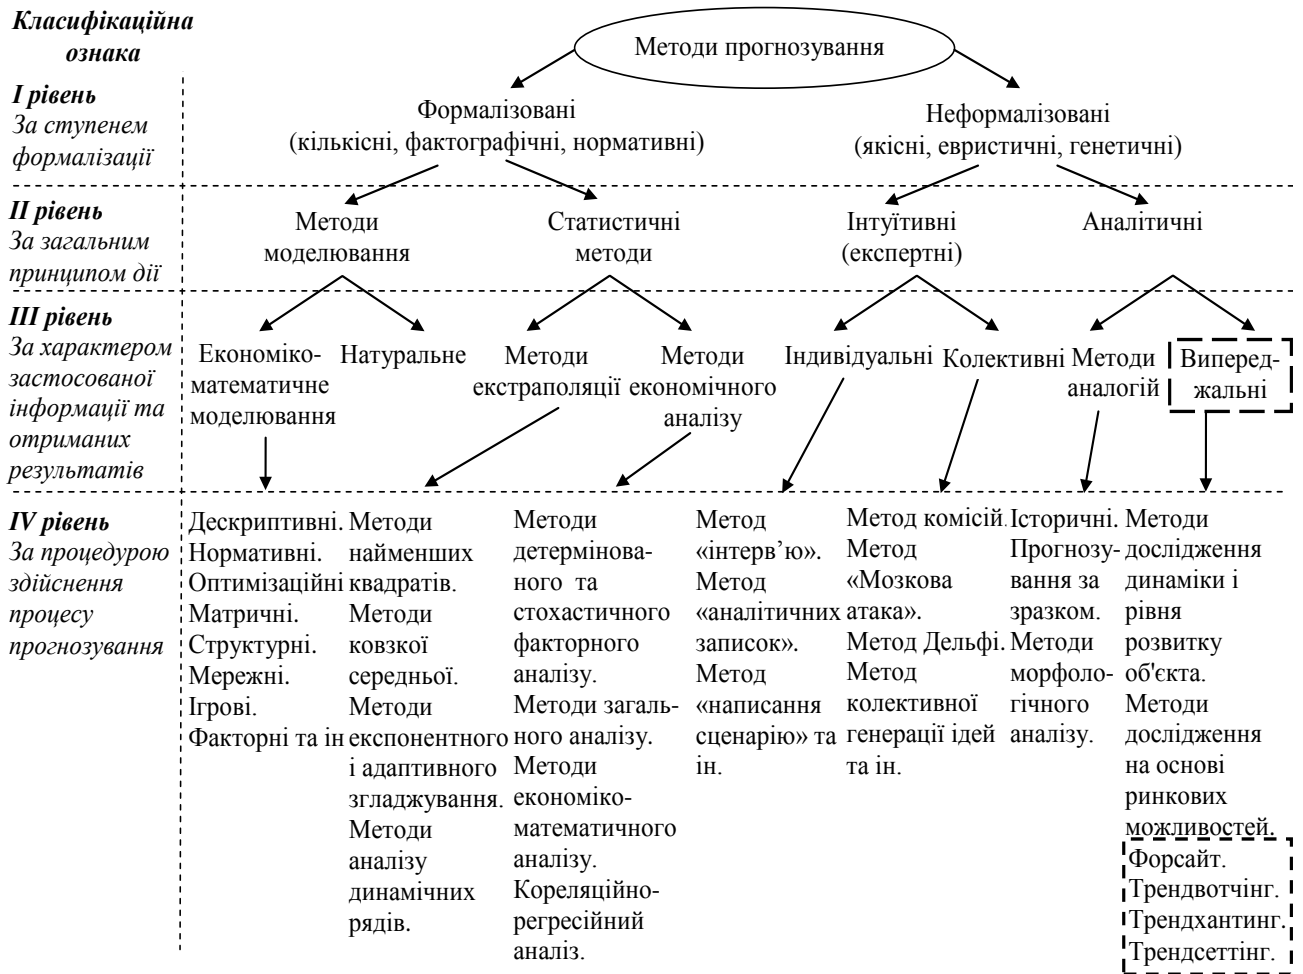 Класифікаційна
ознака
Методи прогнозування
І рівень
За ступенем
формалізації
Формалізовані
(кількісні, фактографічні, нормативні)
Неформалізовані
(якісні, евристичні, генетичні)
ІІ рівень
За загальним
принципом дії
Методи
моделювання
Статистичні
методи
Інтуїтивні
(експертні)
Аналітичні
ІІІ рівень
За характером
застосованої
інформації та
отриманих
результатів
Економіко-
математичне
моделювання
Натуральне
Методи
екстраполяції
Методи
економічного
аналізу
Індивідуальні
Колективні
Методи
аналогій
Виперед-
жальні
IV рівень
За процедурою
здійснення
процесу
прогнозування
Дескриптивні.
Нормативні.
Оптимізаційні
Матричні.
Структурні.
Мережні.
Ігрові.
Факторні та ін
Методи
найменших
квадратів.
Методи
ковзкої
середньої.
Методи
експонентного
і адаптивного
згладжування.
Методи
аналізу
динамічних
рядів.
Методи
детермінова-
ного та
стохастичного
факторного
аналізу.
Методи загаль-
ного аналізу.
Методи
економіко-
математичного
аналізу.
Кореляційно-
регресійний
аналіз.
Метод
«інтерв’ю».
Метод
«аналітичних
записок».
Метод
«написання
сценарію» та
ін.
Метод комісій.
Метод
«Мозкова
атака».
Метод Дельфі.
Метод
колективної
генерації ідей
та ін.
Історичні.
Прогнозу-
вання за
зразком.
Методи
морфоло-
гічного
аналізу.
Методи
дослідження
динаміки і
рівня
розвитку
об'єкта.
Методи
дослідження
на основі
ринкових
можливостей.
Форсайт.
Трендвотчінг.
Трендхантинг.
Трендсеттінг.